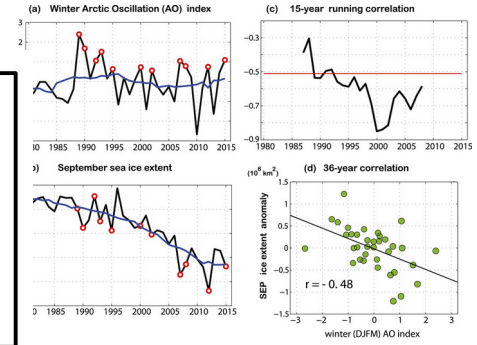 (a) Winter Arctic Oscillation (AO) index
3
2
0 1985 1990 1995 2000 2005 2010 2015
) September sea ice extent
0 1985 1990 1995 2000 2005 2010 2015
(c) 15-year running correlation
−0.3
−0.5
−0.7
−0.9
1980 1985 1990 1995 2000 2005 2010 2015
(d) 36-year correlation
(10⁶ km²)
SEP ice extent anomaly
1.5
1
0.5
0
−0.5
−1
−1.5
r = - 0. 48
−3 −2 −1 0 1 2 3
winter (DJFM) AO index